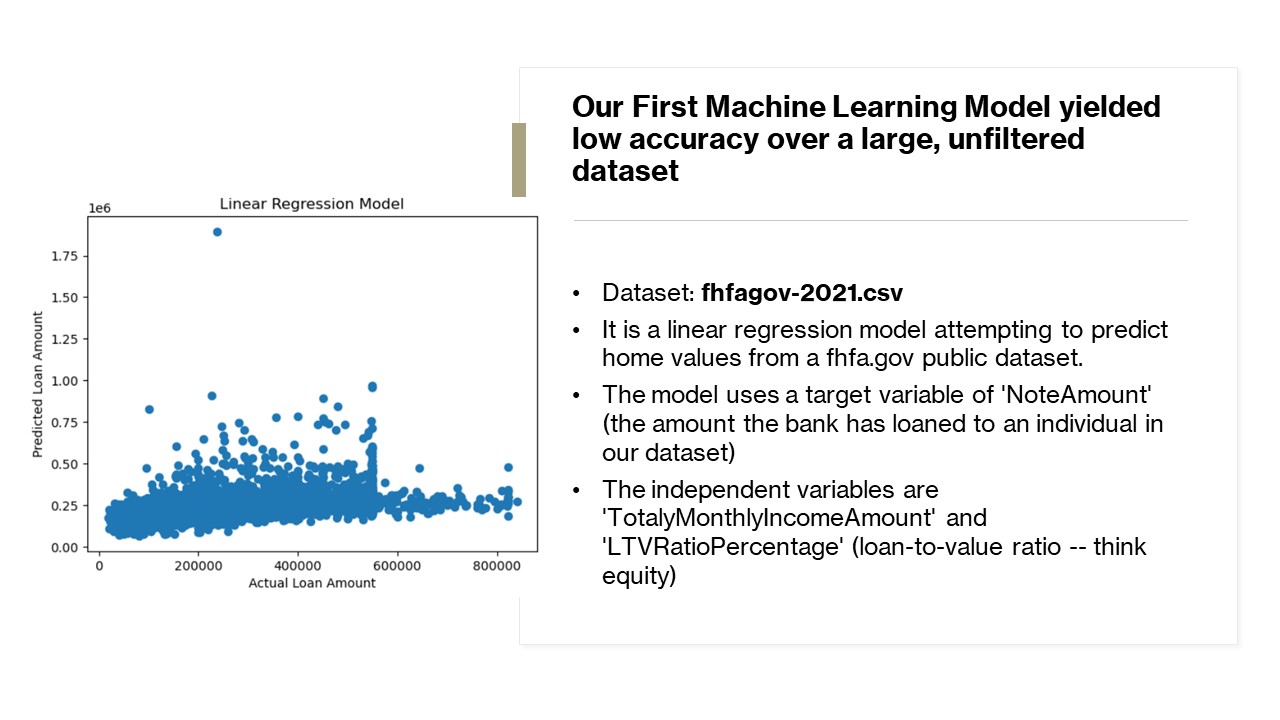 Our First Machine Learning Model yielded
low accuracy over a large, unfiltered
dataset
Linear Regression Model
1e6
1.75
1.50
1.25
1.00
0.75
0.50
0.25
0.00
Predicted Loan Amount
0 200000 400000 600000 800000
Actual Loan Amount
• Dataset: fhfagov-2021.csv
• It is a linear regression model attempting to predict
home values from a fhfa.gov public dataset.
• The model uses a target variable of 'NoteAmount'
(the amount the bank has loaned to an individual in
our dataset)
• The independent variables are
'TotalyMonthlyIncomeAmount' and
'LTVRatioPercentage' (loan-to-value ratio -- think
equity)